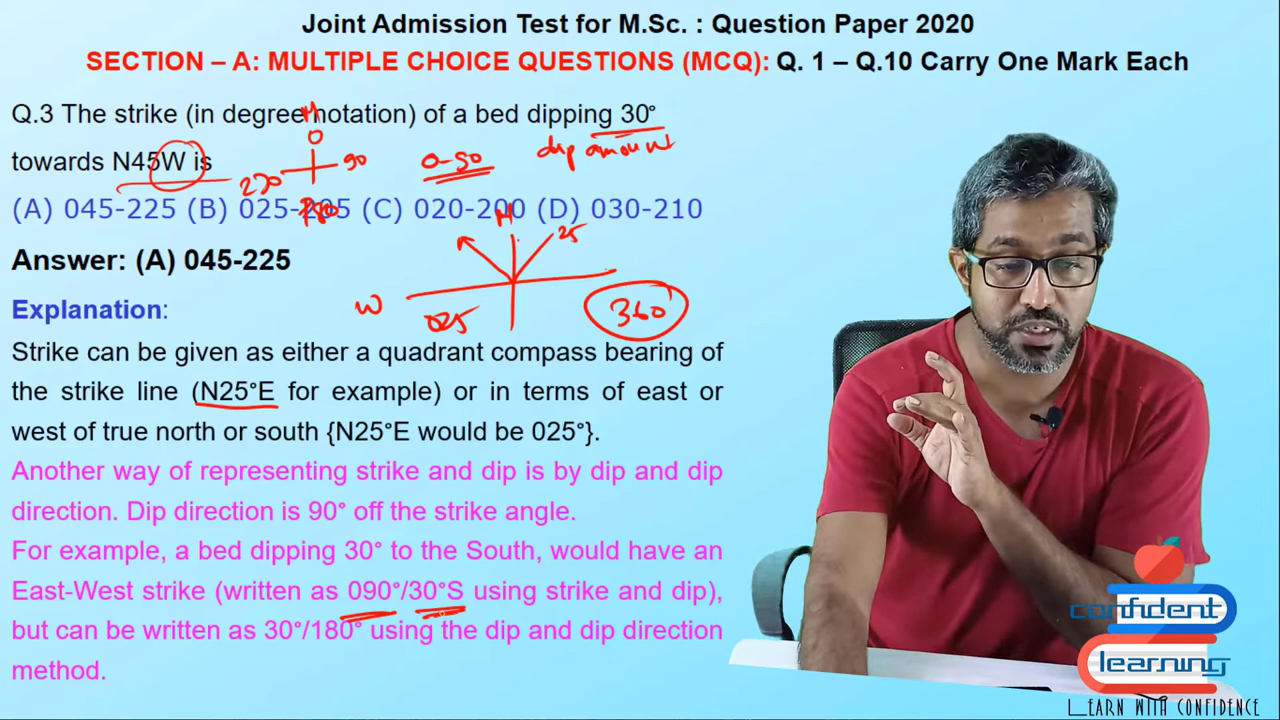 Joint Admission Test for M.Sc. : Question Paper 2020
SECTION – A: MULTIPLE CHOICE QUESTIONS (MCQ): Q. 1 – Q.10 Carry One Mark Each
Q.3 The strike (in degree notation) of a bed dipping 30°
N
0
dip amount
towards N45W is
90
0-90
270
180
(A) 045-225 (B) 025-205 (C) 020-200 (D) 030-210
N
25
Answer: (A) 045-225
W
025
360°
Explanation:
Strike can be given as either a quadrant compass bearing of
the strike line (N25°E for example) or in terms of east or
west of true north or south {N25°E would be 025°}.
Another way of representing strike and dip is by dip and dip
direction. Dip direction is 90° off the strike angle.
For example, a bed dipping 30° to the South, would have an
East-West strike (written as 090°/30°S using strike and dip),
but can be written as 30°/180° using the dip and dip direction
method.
confident
learning
LEARN WITH CONFIDENCE